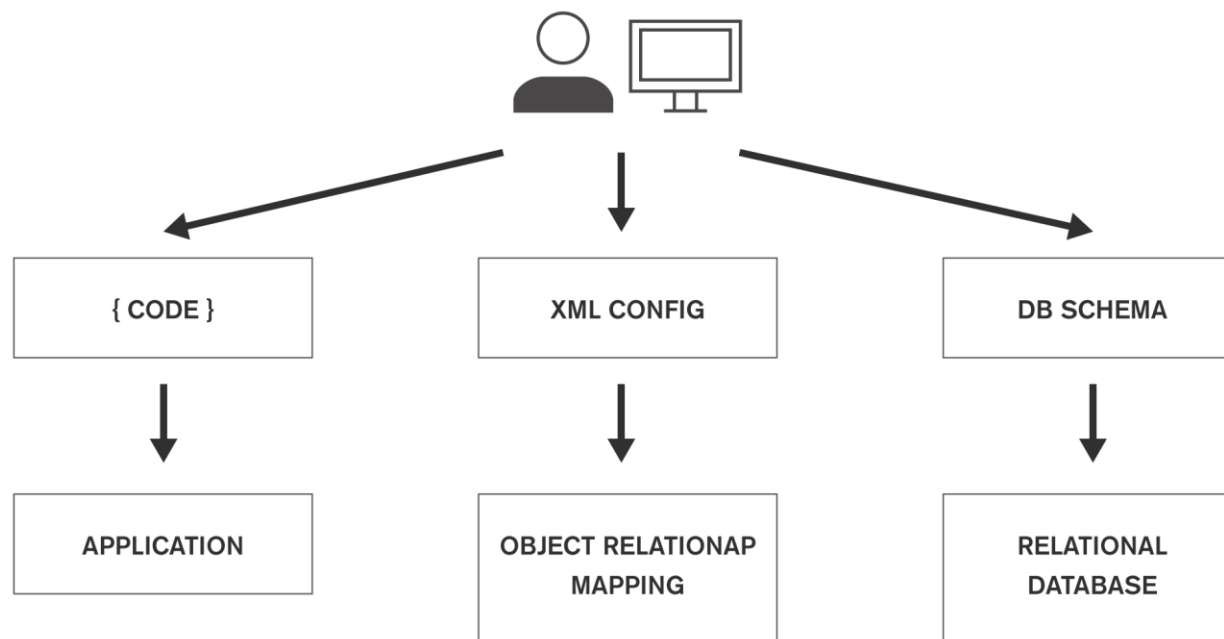 { CODE }
XML CONFIG
DB SCHEMA
APPLICATION
OBJECT RELATIONAP
MAPPING
RELATIONAL
DATABASE